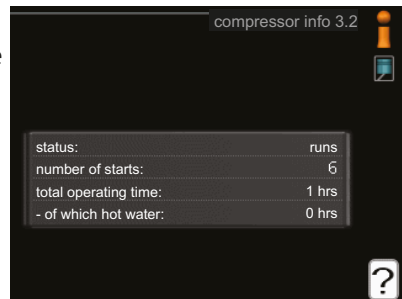 compressor info 3.2
status: runs
number of starts: 6
total operating time: 1 hrs
- of which hot water: 0 hrs
?